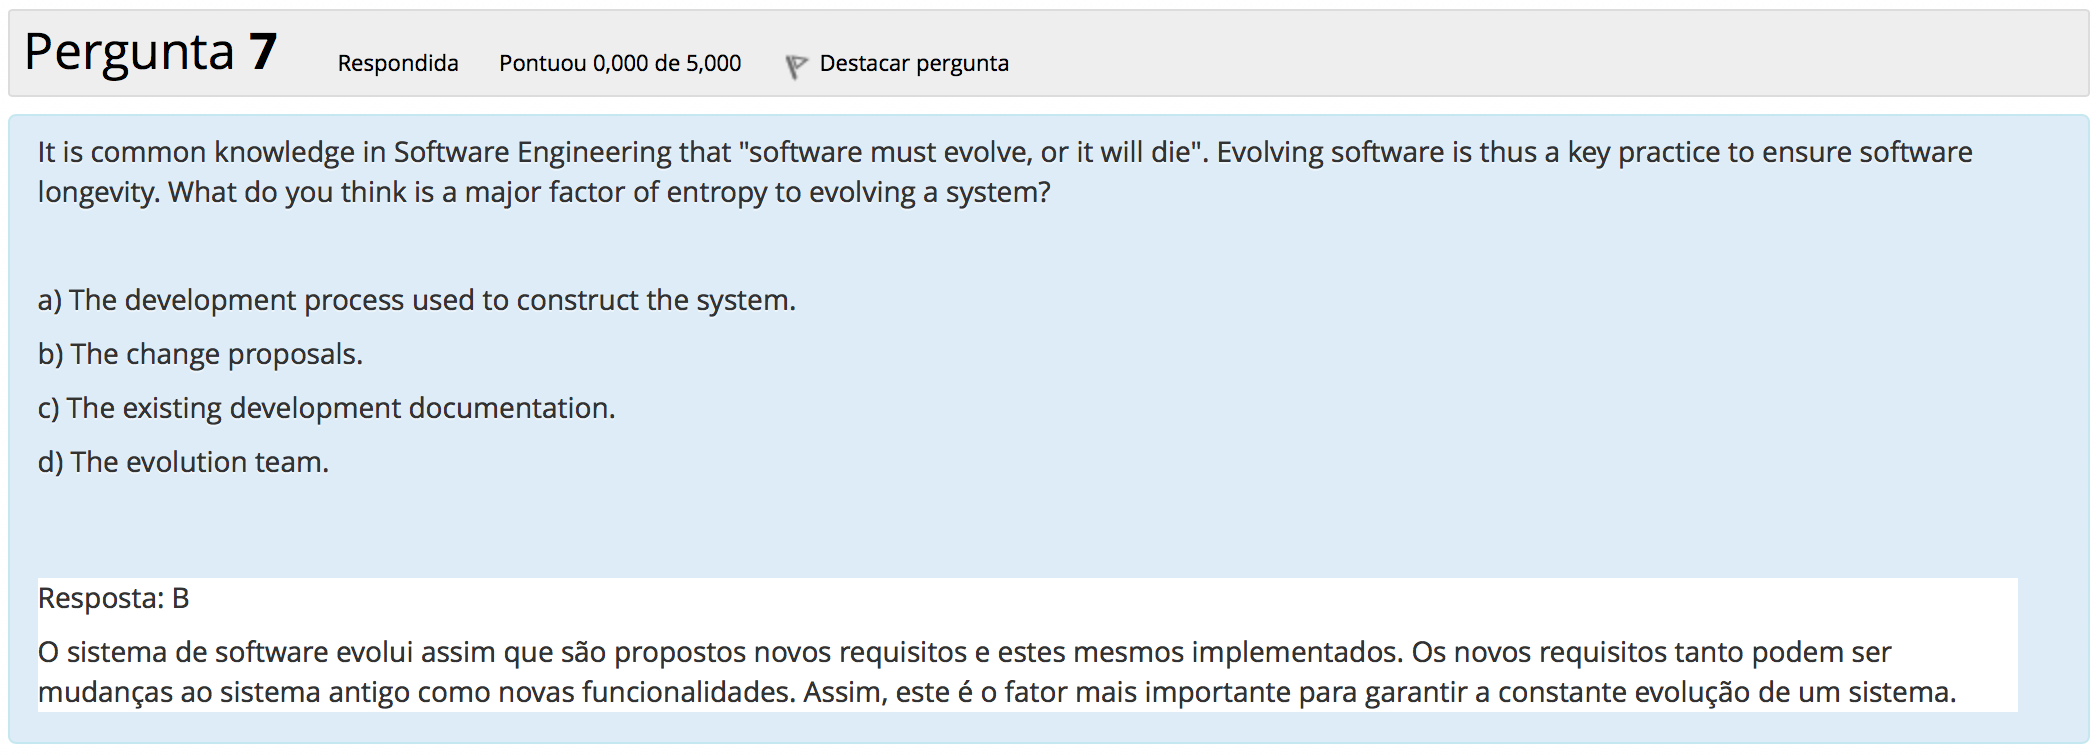 Pergunta 7 Respondida Pontuou 0,000 de 5,000 Destacar pergunta
It is common knowledge in Software Engineering that "software must evolve, or it will die". Evolving software is thus a key practice to ensure software
longevity. What do you think is a major factor of entropy to evolving a system?
a) The development process used to construct the system.
b) The change proposals.
c) The existing development documentation.
d) The evolution team.
Resposta: B
O sistema de software evolui assim que são propostos novos requisitos e estes mesmos implementados. Os novos requisitos tanto podem ser
mudanças ao sistema antigo como novas funcionalidades. Assim, este é o fator mais importante para garantir a constante evolução de um sistema.